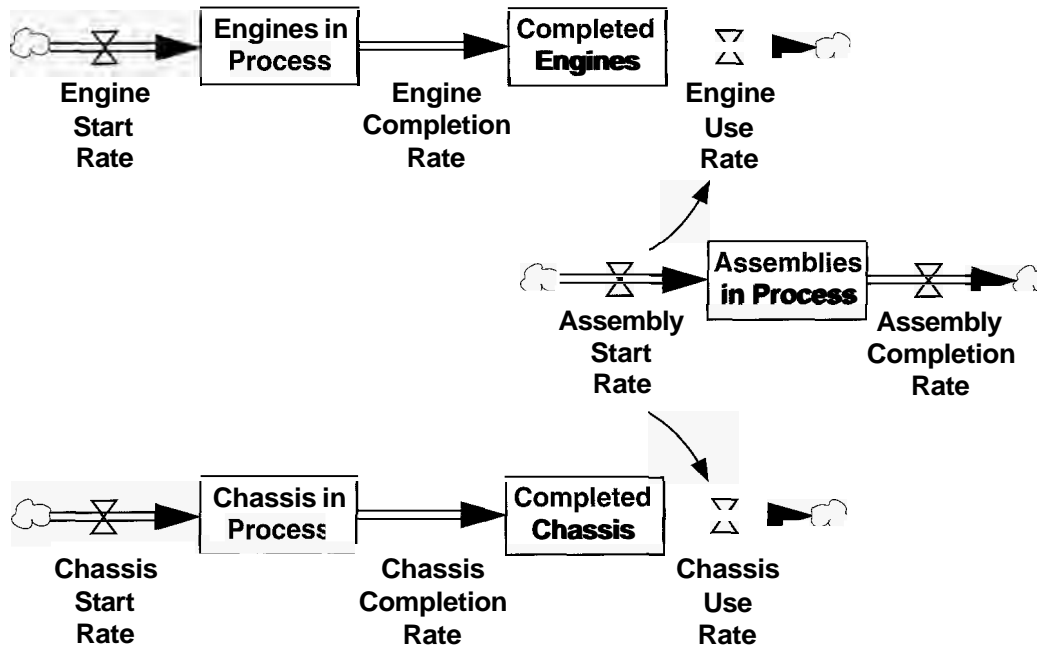 Engines in
Process
Completed
Engines
Engine
Start
Rate
Engine
Completion
Rate
Engine
Use
Rate
Assemblies
in Process
Assembly
Start
Rate
Assembly
Completion
Rate
Chassis in
Process
Completed
Chassis
Chassis
Start
Rate
Chassis
Completion
Rate
Chassis
Use
Rate